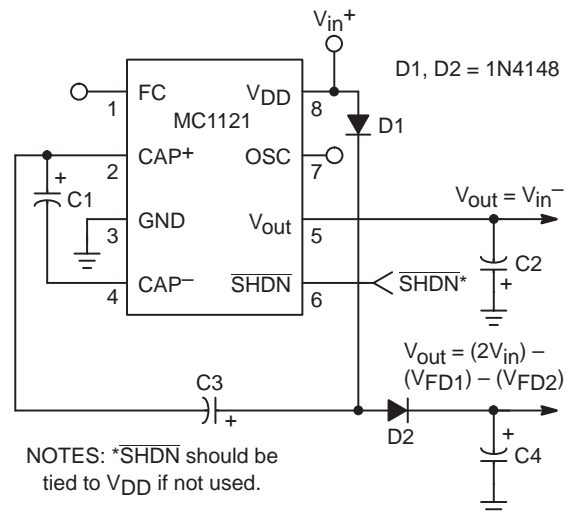 Vin+
D1, D2 = 1N4148
FC
VDD
1
8
MC1121
D1
CAP+
OSC
2
7
+
C1
Vout = Vin–
GND
Vout
3
5
C2
+
CAP–
SHDN
SHDN*
4
6
Vout = (2Vin) –
(VFD1) – (VFD2)
C3
+
D2
+
C4
NOTES: *SHDN should be
tied to VDD if not used.